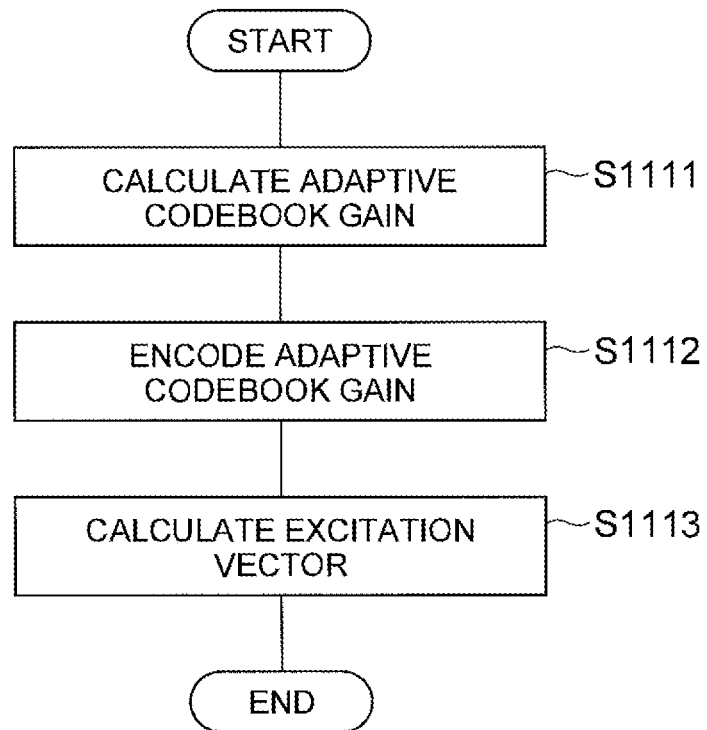 START
CALCULATE ADAPTIVE
CODEBOOK GAIN
S1111
ENCODE ADAPTIVE
CODEBOOK GAIN
S1112
CALCULATE EXCITATION
VECTOR
S1113
END